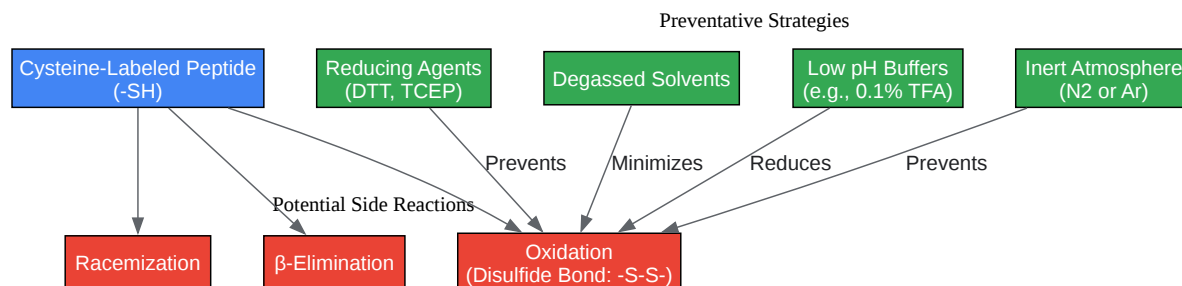 Preventative Strategies
Cysteine-Labeled Peptide
(-SH)
Reducing Agents
(DTT, TCEP)
Degassed Solvents
Low pH Buffers
(e.g., 0.1% TFA)
Inert Atmosphere
(N2 or Ar)
Prevents
Minimizes
Reduces
Prevents
Potential Side Reactions
Racemization
β-Elimination
Oxidation
(Disulfide Bond: -S-S-)